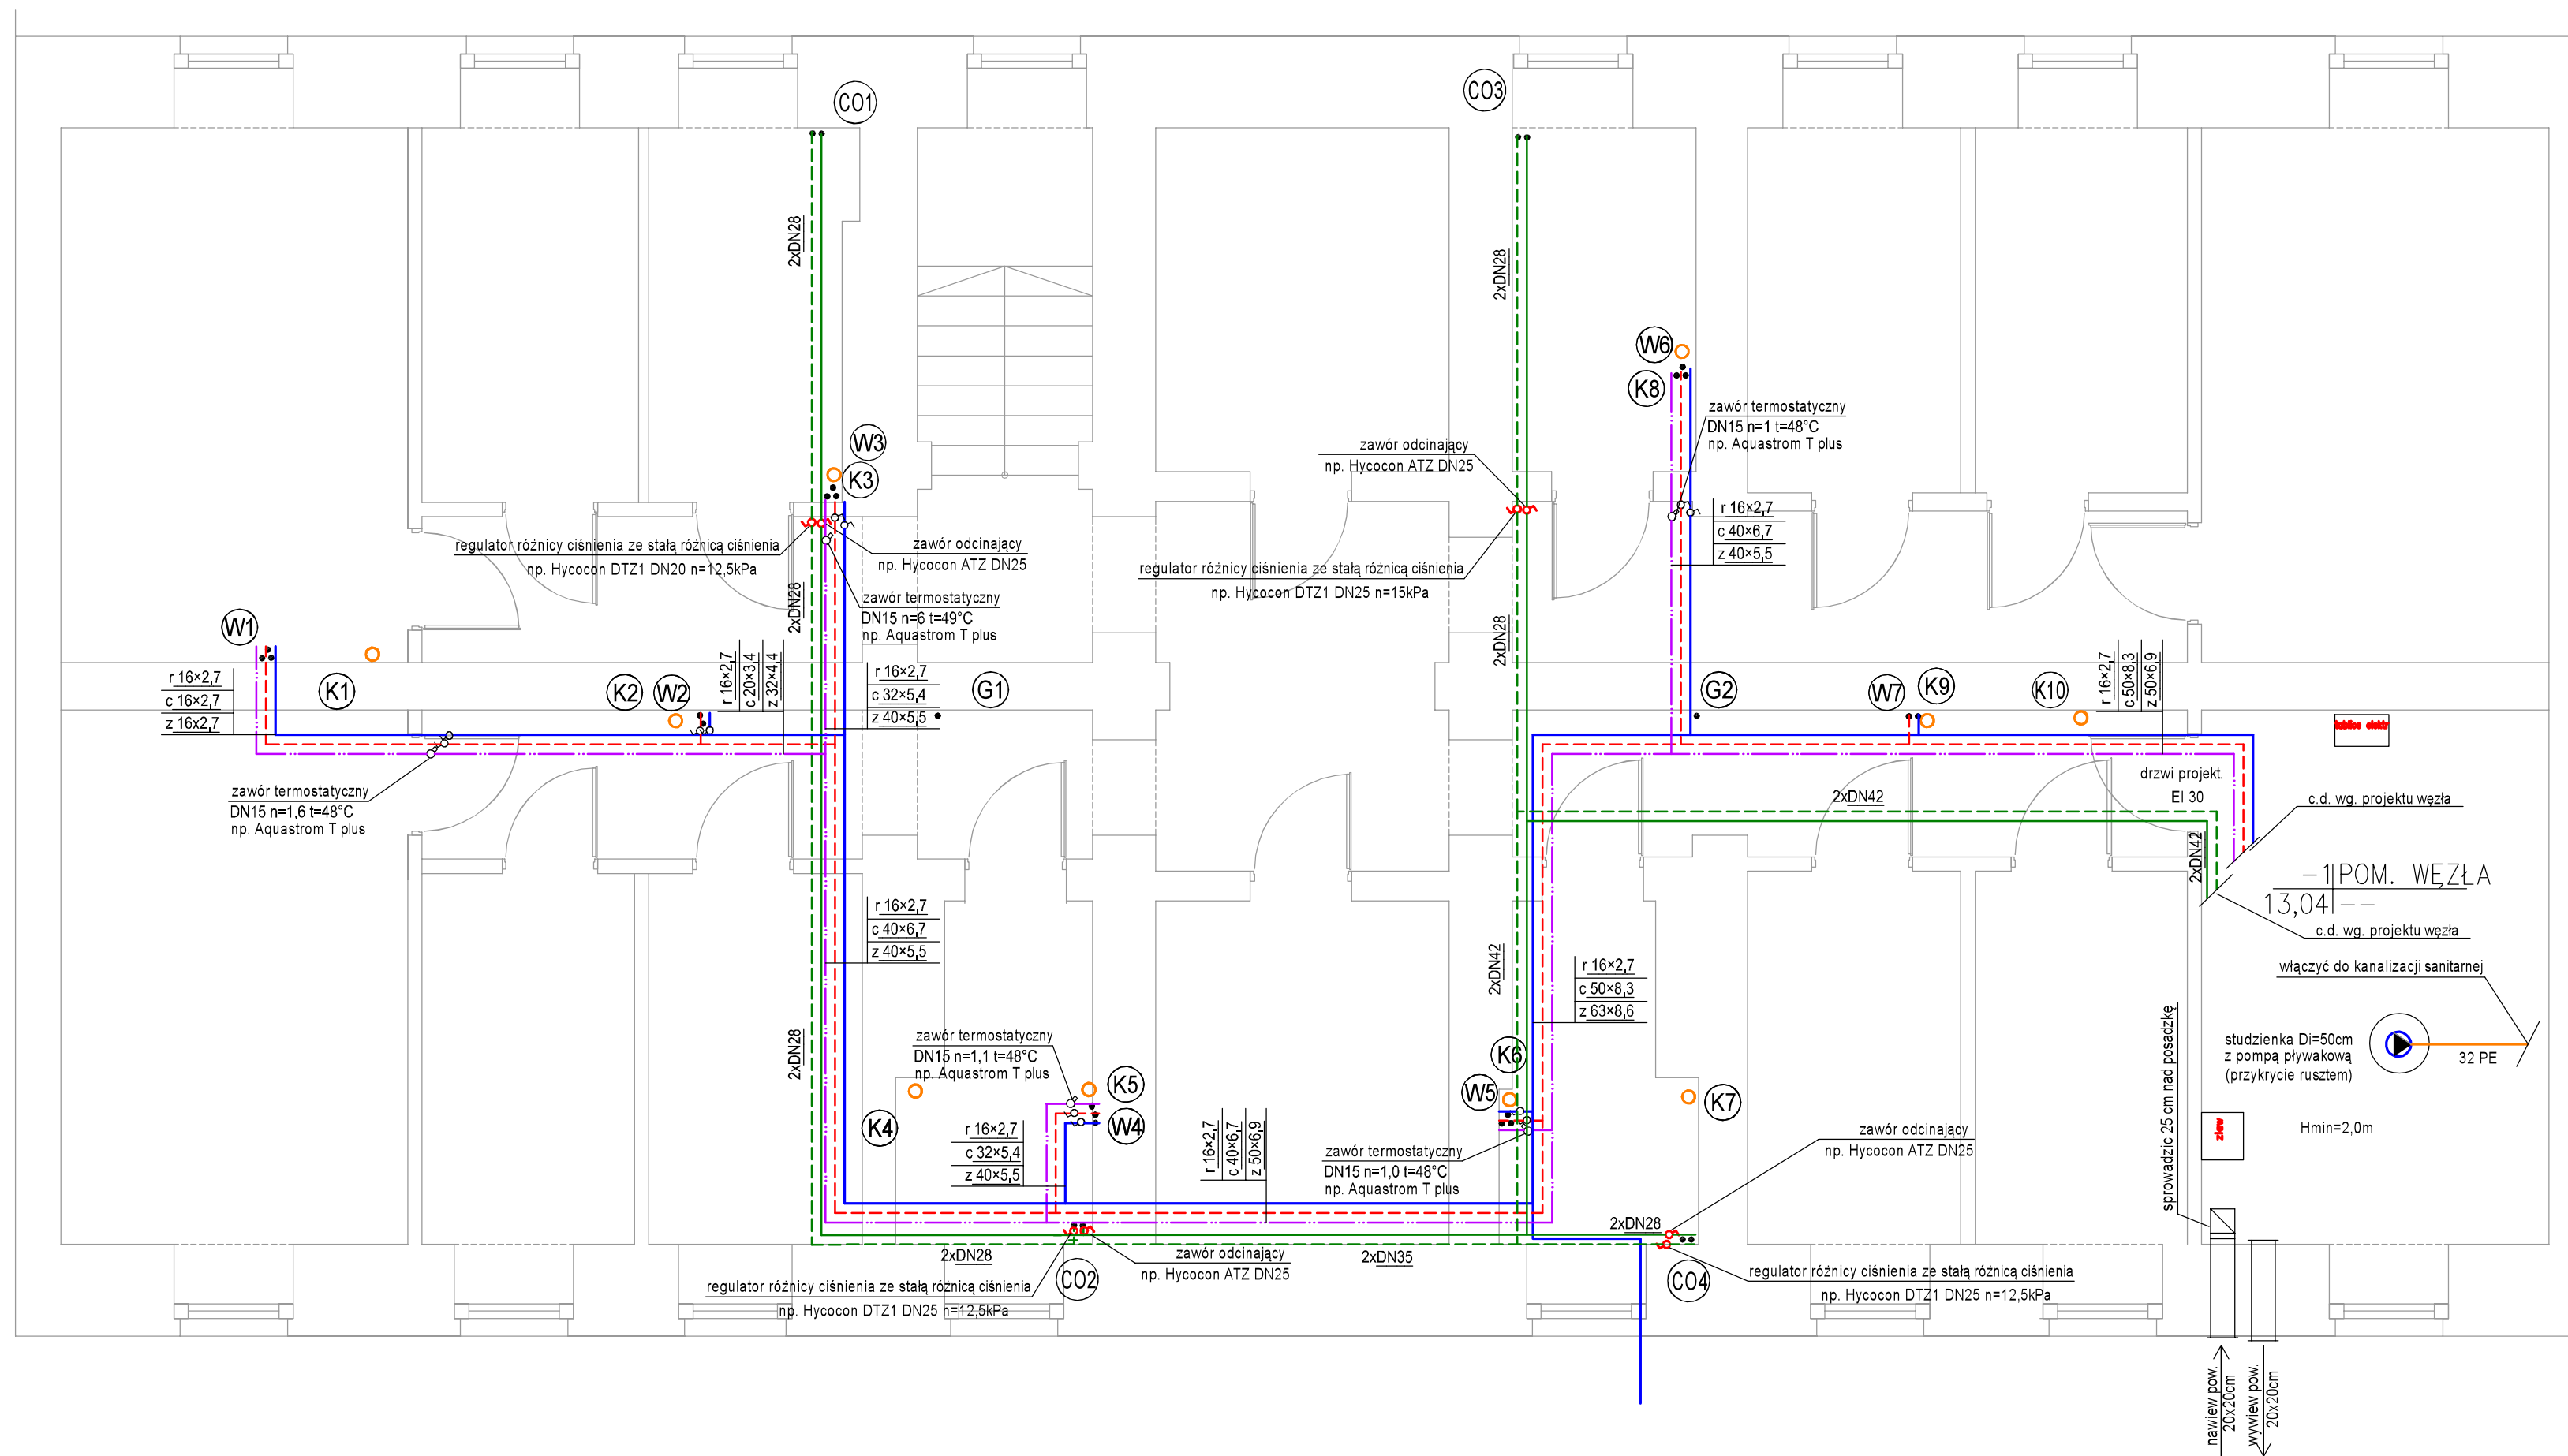 CO1
CO3
2xDN28
2xDN28
W6
K8
zawór termostatyczny
DN15 n=1 t=48°C
np. Aquastrom T plus
W3
K3
zawór odcinający
np. Hycocon ATZ DN25
r 16×2,7
c 40×6,7
z 40×5,5
regulator różnicy ciśnienia ze stałą różnicą ciśnienia
np. Hycocon DTZ1 DN20 n=12,5kPa
zawór odcinający
np. Hycocon ATZ DN25
regulator różnicy ciśnienia ze stałą różnicą ciśnienia
np. Hycocon DTZ1 DN25 n=15kPa
2xDN28
zawór termostatyczny
DN15 n=6 t=49°C
np. Aquastrom T plus
2xDN28
W1
r 16×2,7
c 16×2,7
z 16x2,7
K1
K2
W2
r 16×2,7
c 20×3,4
z 32×4,4
r 16×2,7
c 32×5,4
z 40×5,5
G1
G2
W7
K9
K10
r 16×2,7
c 50×8,3
z 50×6,9
zawór termostatyczny
DN15 n=1,6 t=48°C
np. Aquastrom T plus
drzwi projekt.
EI 30
2xDN42
c.d. wg. projektu węzła
2xDN42
-1 POM. WĘZŁA
13,04 --
c.d. wg. projektu węzła
r 16×2,7
c 40×6,7
z 40×5,5
2xDN42
r 16×2,7
c 50×8,3
z 63×8,6
włączyć do kanalizacji sanitarnej
2xDN28
zawór termostatyczny
DN15 n=1,1 t=48°C
np. Aquastrom T plus
K5
W4
K4
r 16×2,7
c 32×5,4
z 40×5,5
r 16×2,7
c 40×6,7
z 50×6,9
K6
W5
K7
zawór termostatyczny
DN15 n=1,0 t=48°C
np. Aquastrom T plus
zawór odcinający
np. Hycocon ATZ DN25
studzienka Di=50cm
z pompą pływakową
(przykrycie rusztem)
32 PE
zlew
Hmin=2,0m
sprowadzic 25 cm nad posadzkę
2xDN28
2xDN28
2xDN35
zawór odcinający
np. Hycocon ATZ DN25
CO2
CO4
regulator różnicy ciśnienia ze stałą różnicą ciśnienia
np. Hycocon DTZ1 DN25 n=12,5kPa
regulator różnicy ciśnienia ze stałą różnicą ciśnienia
np. Hycocon DTZ1 DN25 n=12,5kPa
nawiew pow.
20x20cm
wywiew pow.
20x20cm